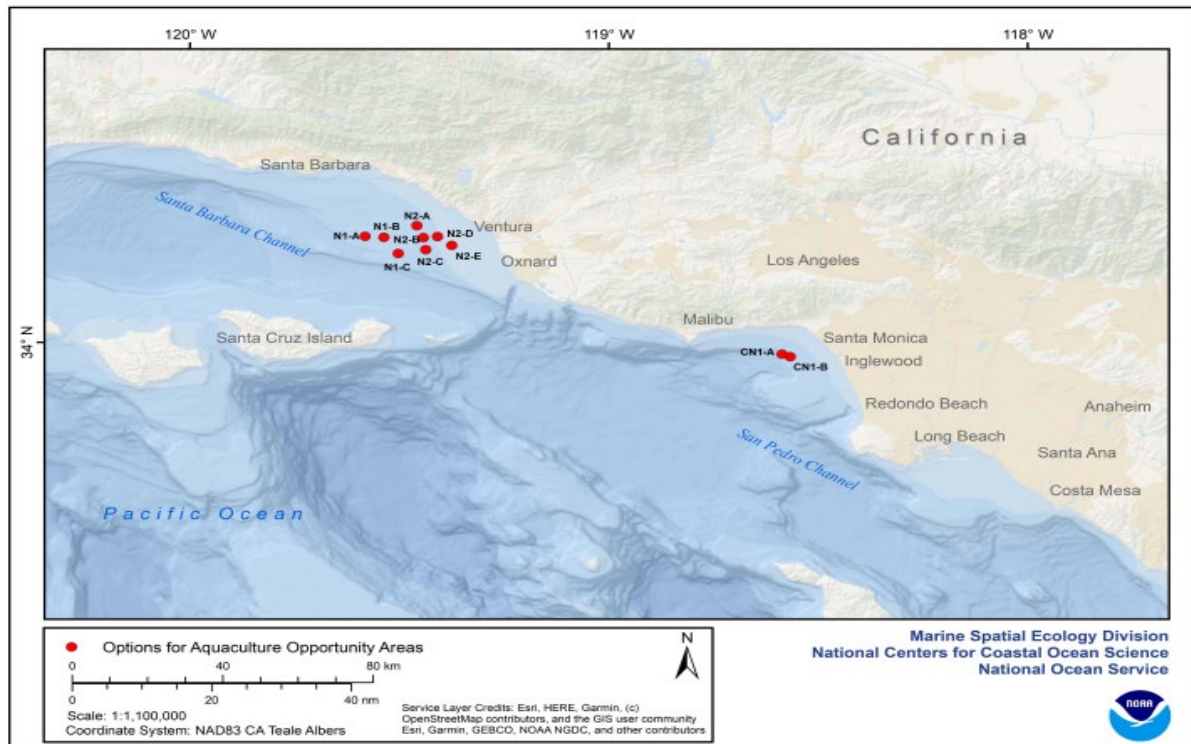 120° W
119° W
118° W
California
Santa Barbara
Santa Barbara Channel
N2-A
N1-B
Ventura
N1-A
N2-B
N2-D
N2-E
N1-C
N2-C
Oxnard
Los Angeles
34° N
Santa Cruz Island
Malibu
Santa Monica
CN1-A
Inglewood
CN1-B
Redondo Beach
Anaheim
Long Beach
San Pedro Channel
Santa Ana
Costa Mesa
Pacific Ocean
Options for Aquaculture Opportunity Areas
0 40 80 km
0 20 40 nm
Scale: 1:1,100,000
Coordinate System: NAD83 CA Teale Albers
Service Layer Credits: Esri, HERE, Garmin, (c)
OpenStreetMap contributors, and the GIS user community
Esri, Garmin, GEBCO, NOAA NGDC, and other contributors
N
Marine Spatial Ecology Division
National Centers for Coastal Ocean Science
National Ocean Service
NOAA